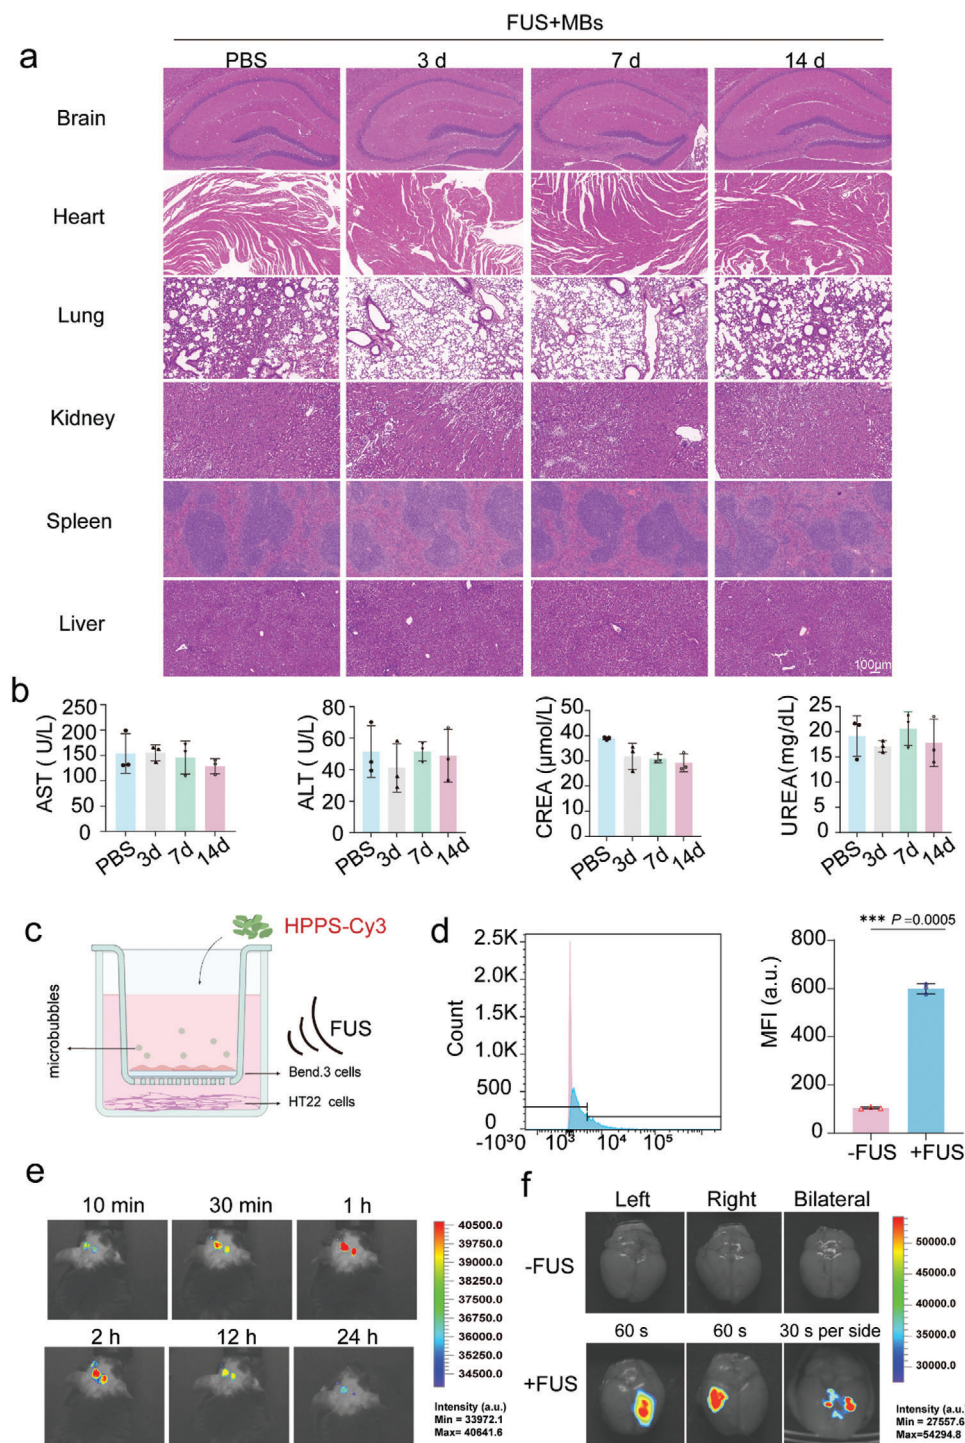 FUS+MBs
a
PBS 3 d 7 d 14 d
Brain
Heart
Lung
Kidney
Spleen
Liver
100μm
b
AST ( U/L)
200
150
100
50
0
PBS 3d 7d 14d
ALT ( U/L)
80
60
40
20
0
PBS 3d 7d 14d
CREA (μmol/L)
50
40
30
20
10
0
PBS 3d 7d 14d
UREA (mg/dL)
25
20
15
10
5
0
PBS 3d 7d 14d
c
HPPS-Cy3
microbubbles
FUS
Bend.3 cells
HT22 cells
d
Count
2.5K
2.0K
1.5K
1.0K
500
0
-10³0 10³ 10⁴ 10⁵
*** P =0.0005
MFI (a.u.)
800
600
400
200
0
-FUS +FUS
e
10 min 30 min 1 h
2 h 12 h 24 h
40500.0
39750.0
39000.0
38250.0
37500.0
36750.0
36000.0
35250.0
34500.0
Intensity (a.u.)
Min = 33972.1
Max= 40641.6
f
Left Right Bilateral
-FUS
60 s 60 s 30 s per side
+FUS
50000.0
45000.0
40000.0
35000.0
30000.0
Intensity (a.u.)
Min = 27557.6
Max=54294.8